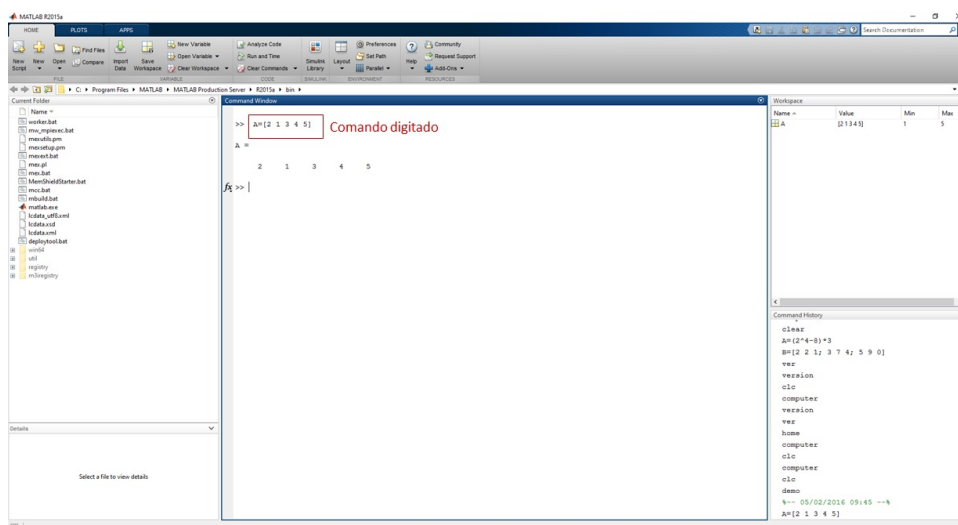 MATLAB R2015a
HOME PLOTS APPS
Search Documentation
New Script
New
Open
Find Files
Compare
Import Data
Save Workspace
New Variable
Open Variable
Clear Workspace
Analyze Code
Run and Time
Clear Commands
Simulink Library
Layout
Preferences
Set Path
Parallel
Help
Community
Request Support
Add-Ons
FILE VARIABLE CODE SIMULINK ENVIRONMENT RESOURCES
C: Program Files MATLAB MATLAB Production Server R2015a bin
Current Folder
Name
worker.bat
mw_mpiexec.bat
mexutils.pm
mexsetup.pm
mexext.bat
mex.pl
mex.bat
MemShieldStarter.bat
mcc.bat
mbuild.bat
matlab.exe
lcdata_utf8.xml
lcdata.xsd
lcdata.xml
deploytool.bat
win64
util
registry
m3iregistry
Details
Select a file to view details
Command Window
>> A=[2 1 3 4 5] Comando digitado
A =
2 1 3 4 5
fx >>
Workspace
Name Value Min Max
A [2 1 3 4 5] 1 5
Command History
clear
A=(2^4-8)*3
B=[2 2 1; 3 7 4; 5 9 0]
ver
version
clc
computer
version
ver
home
computer
clc
computer
clc
demo
%-- 05/02/2016 09:45 --%
A=[2 1 3 4 5]